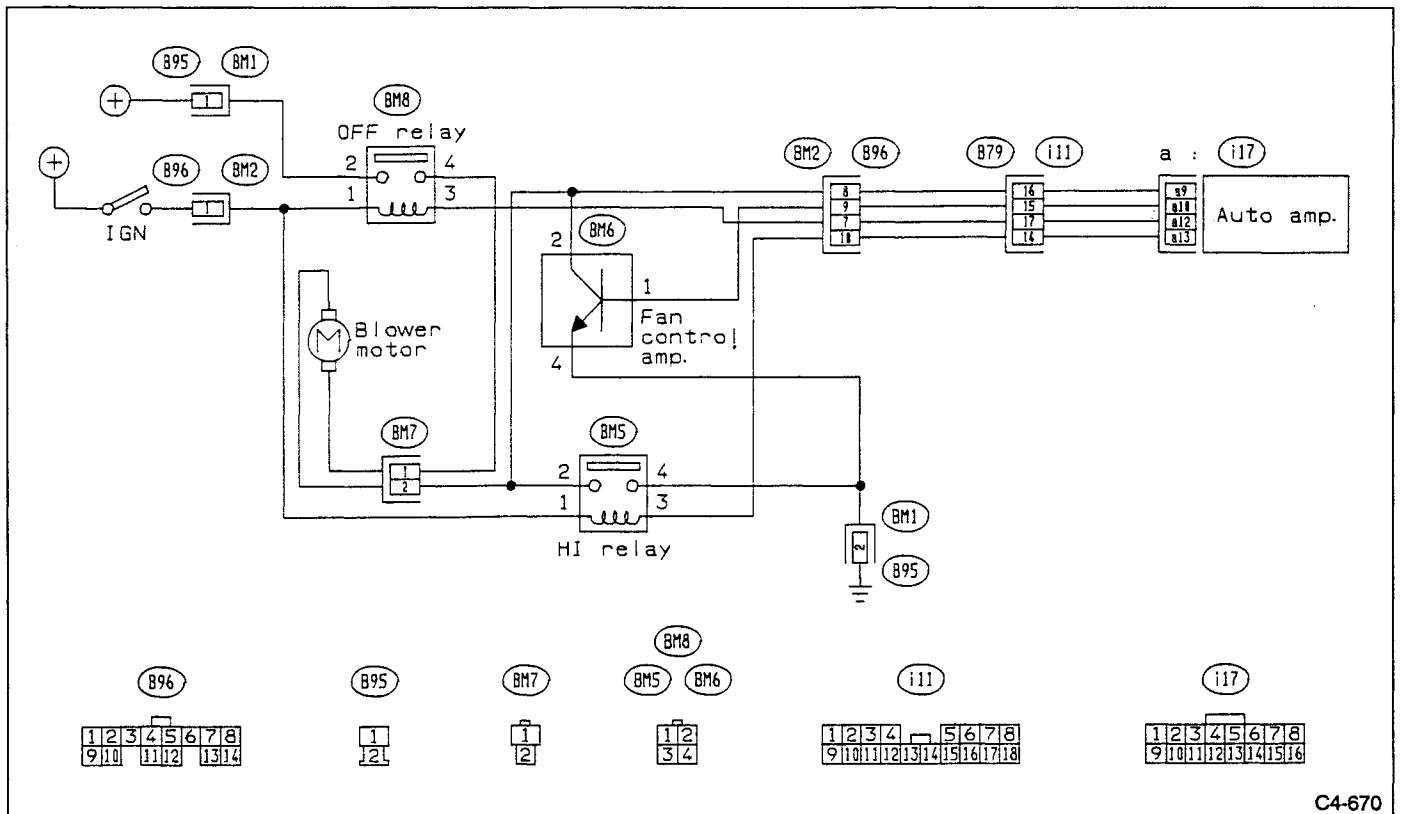 B95 BM1
1
BM8
OFF relay
2 4
1 3
B96 BM2
1
IGN
BM2 B96 B79 i11 a : i17
8 16 a9
9 15 a10
7 17 a12
10 14 a13
Auto amp.
BM6
2
1
4
Fan
control
amp.
M
Blower
motor
BM7
1
2
BM5
2 4
1 3
HI relay
BM1
2
B95
B96
1 2 3 4 5 6 7 8
9 10 11 12 13 14
B95
1
2
BM7
1
2
BM8
BM5 BM6
1 2
3 4
i11
1 2 3 4 5 6 7 8
9 10 11 12 13 14 15 16 17 18
i17
1 2 3 4 5 6 7 8
9 10 11 12 13 14 15 16
C4-670